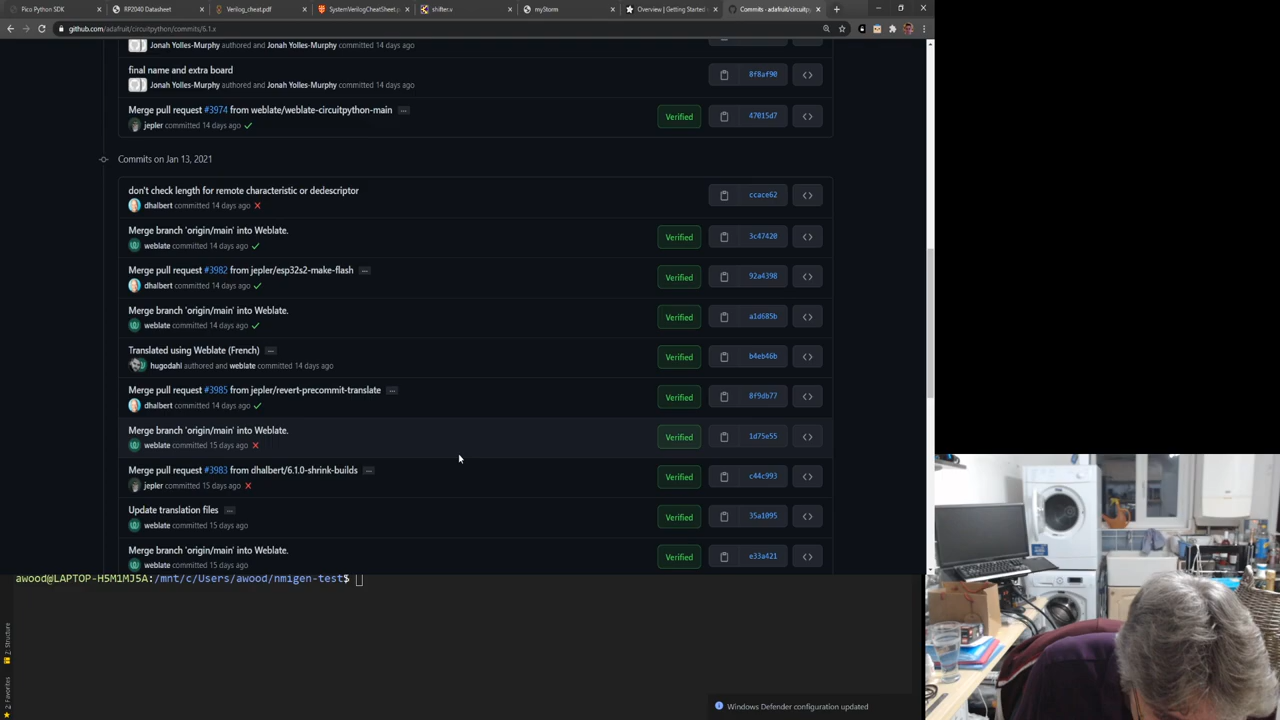 Pico Python SDK
RP2040 Datasheet
Verilog_cheat.pdf
SystemVerilogCheatSheet.p
shifter.v
myStorm
Overview | Getting Started
Commits · adafruit/circuitp
github.com/adafruit/circuitpython/commits/6.1.x
Jonah Yolles-Murphy authored and Jonah Yolles-Murphy committed 14 days ago
final name and extra board
Jonah Yolles-Murphy authored and Jonah Yolles-Murphy committed 14 days ago
8f8af90
Merge pull request #3974 from weblate/weblate-circuitpython-main
jepler committed 14 days ago
Verified
47015d7
Commits on Jan 13, 2021
don't check length for remote characteristic or dedescriptor
dhalbert committed 14 days ago
ccace62
Merge branch 'origin/main' into Weblate.
weblate committed 14 days ago
Verified
3c47420
Merge pull request #3982 from jepler/esp32s2-make-flash
dhalbert committed 14 days ago
Verified
92a4398
Merge branch 'origin/main' into Weblate.
weblate committed 14 days ago
Verified
a1d685b
Translated using Weblate (French)
hugodahl authored and weblate committed 14 days ago
Verified
b4eb46b
Merge pull request #3985 from jepler/revert-precommit-translate
dhalbert committed 14 days ago
Verified
8f9db77
Merge branch 'origin/main' into Weblate.
weblate committed 15 days ago
Verified
1d75e55
Merge pull request #3983 from dhalbert/6.1.0-shrink-builds
jepler committed 15 days ago
Verified
c44c993
Update translation files
weblate committed 15 days ago
Verified
35a1095
Merge branch 'origin/main' into Weblate.
weblate committed 15 days ago
Verified
e33a421
awood@LAPTOP-H5M1MJ5A:/mnt/c/Users/awood/nmigen-test$
2: Structure
2: Favorites
Windows Defender configuration updated